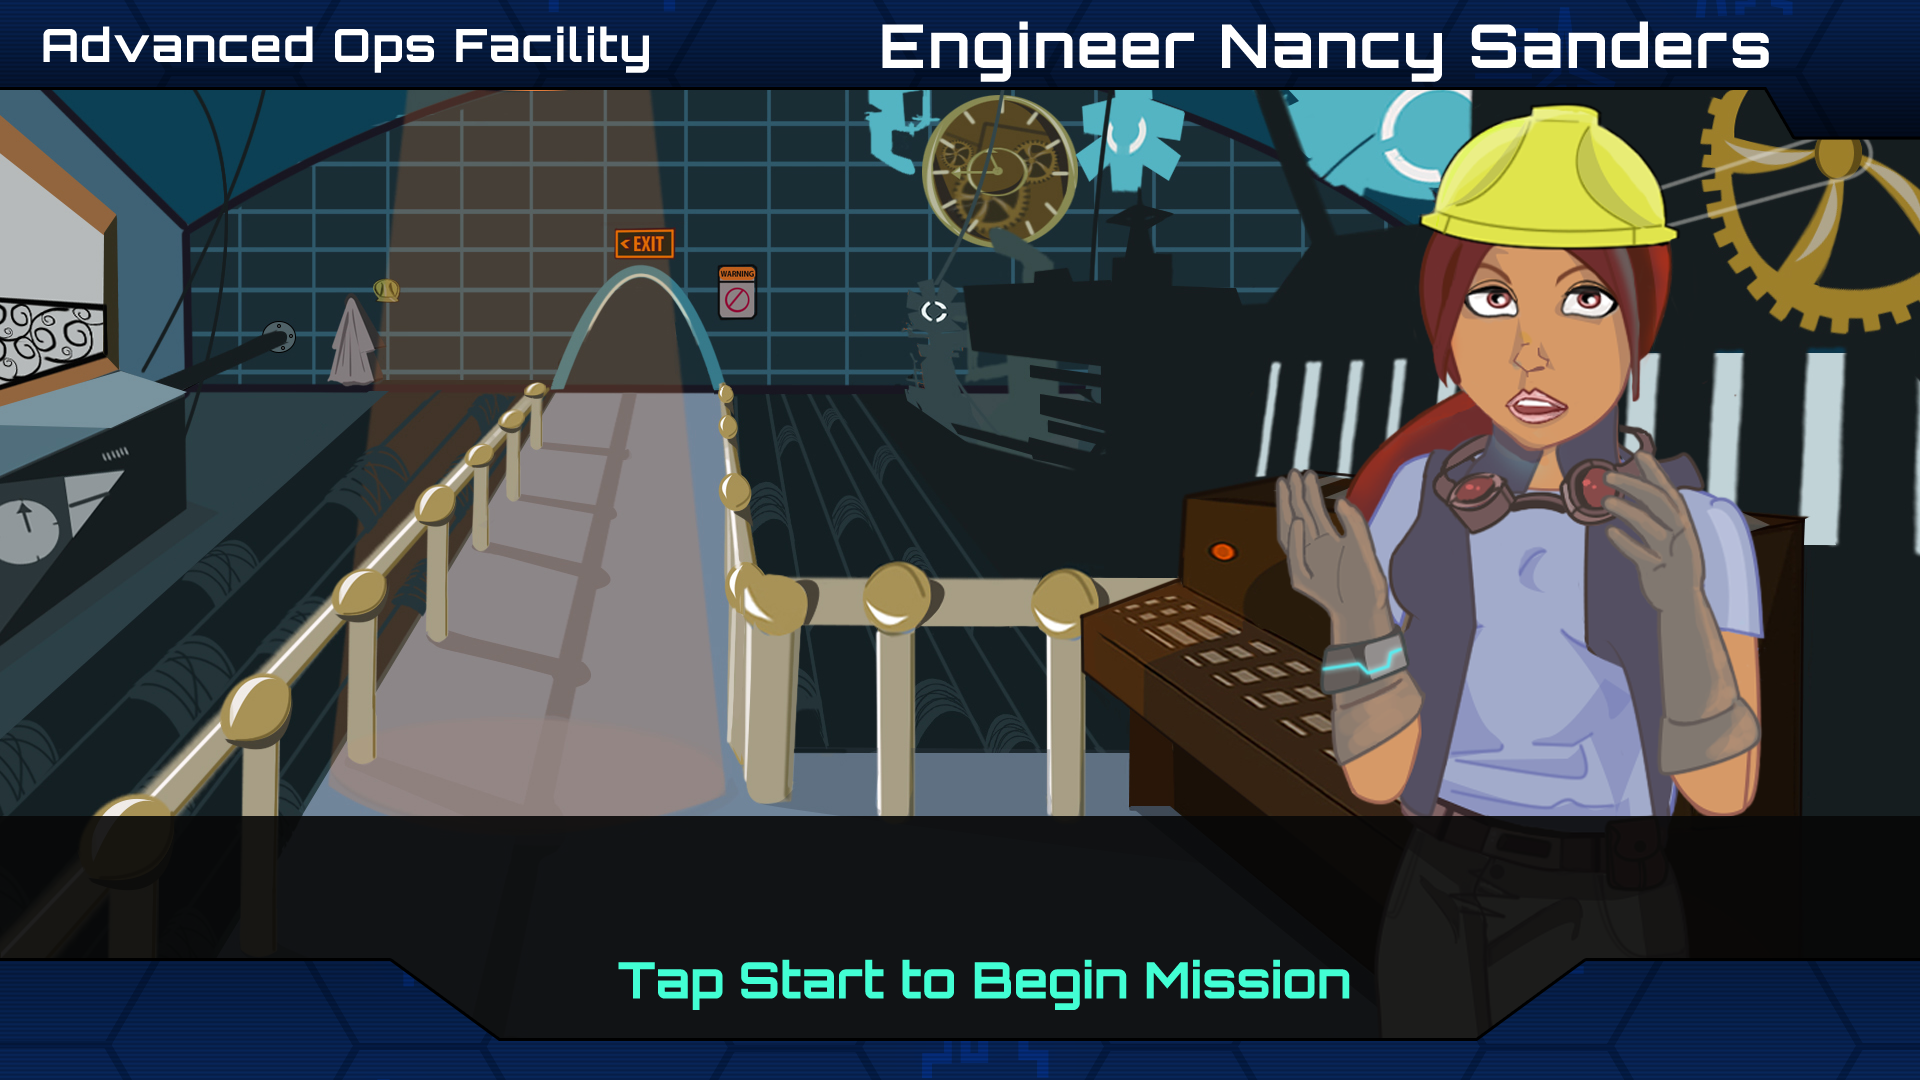 Advanced Ops Facility
Engineer Nancy Sanders
< EXIT
WARNING
Tap Start to Begin Mission